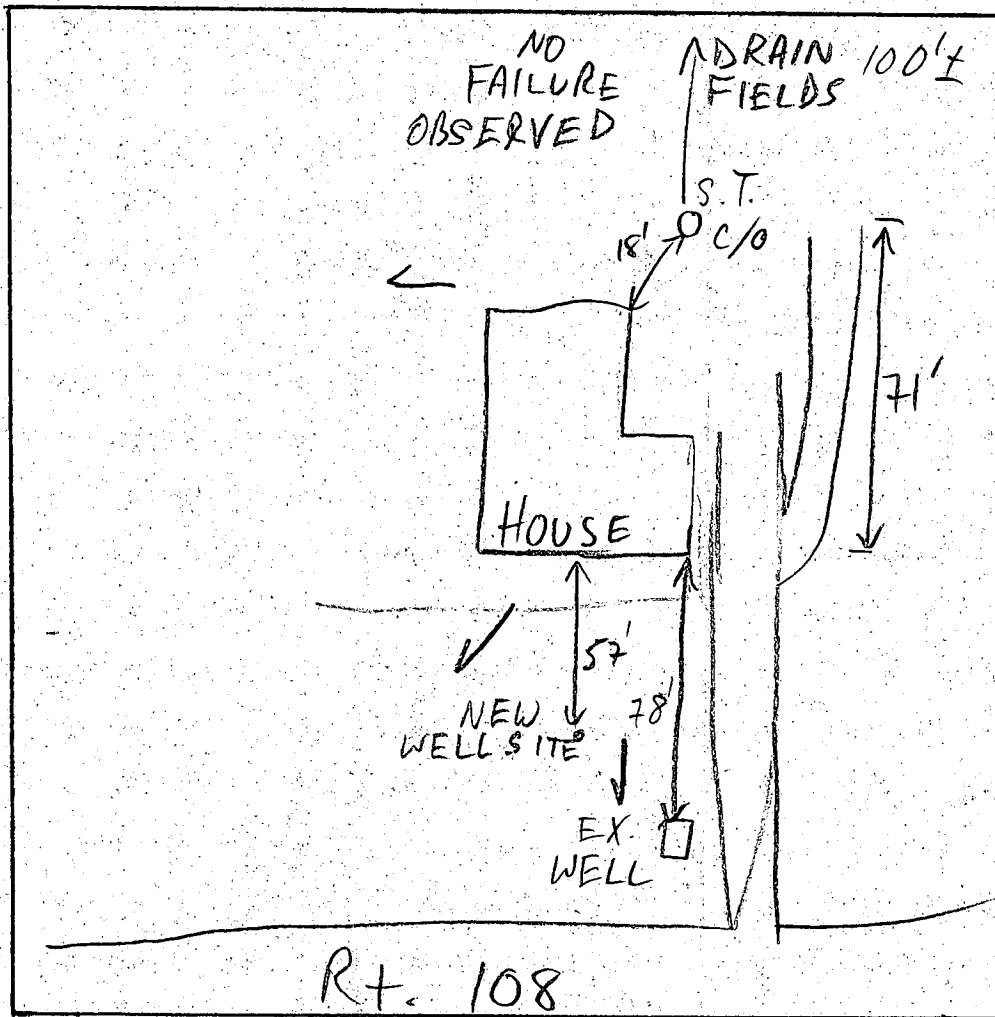 NO
FAILURE
OBSERVED
DRAIN
FIELDS
100'±
S.T.
C/O
18'
71'
HOUSE
57'
NEW
WELL SITE
78'
EX.
WELL
Rt. 108